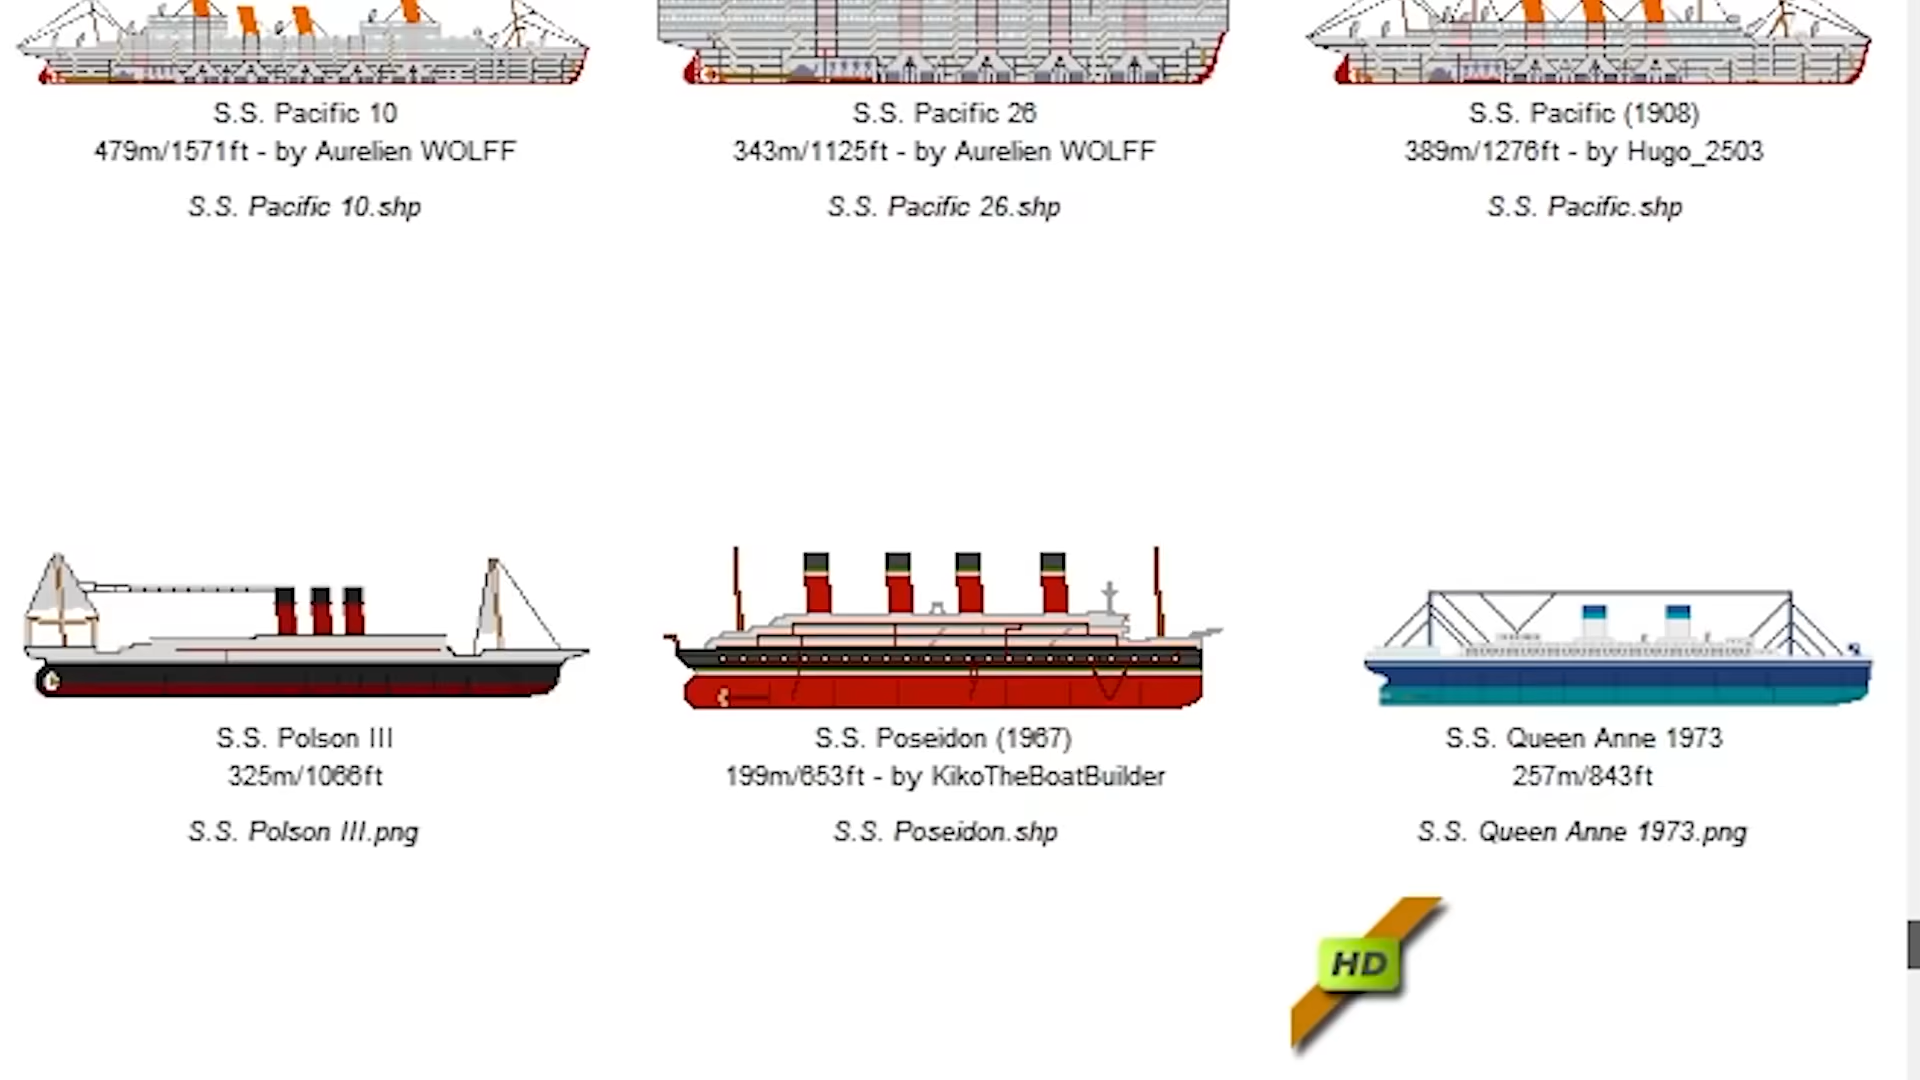 S.S. Pacific 10
479m/1571ft - by Aurelien WOLFF
S.S. Pacific 10.shp
S.S. Pacific 26
343m/1125ft - by Aurelien WOLFF
S.S. Pacific 26.shp
S.S. Pacific (1908)
389m/1276ft - by Hugo_2503
S.S. Pacific.shp
S.S. Polson III
325m/1066ft
S.S. Polson III.png
S.S. Poseidon (1967)
199m/653ft - by KikoTheBoatBuilder
S.S. Poseidon.shp
S.S. Queen Anne 1973
257m/843ft
S.S. Queen Anne 1973.png
HD